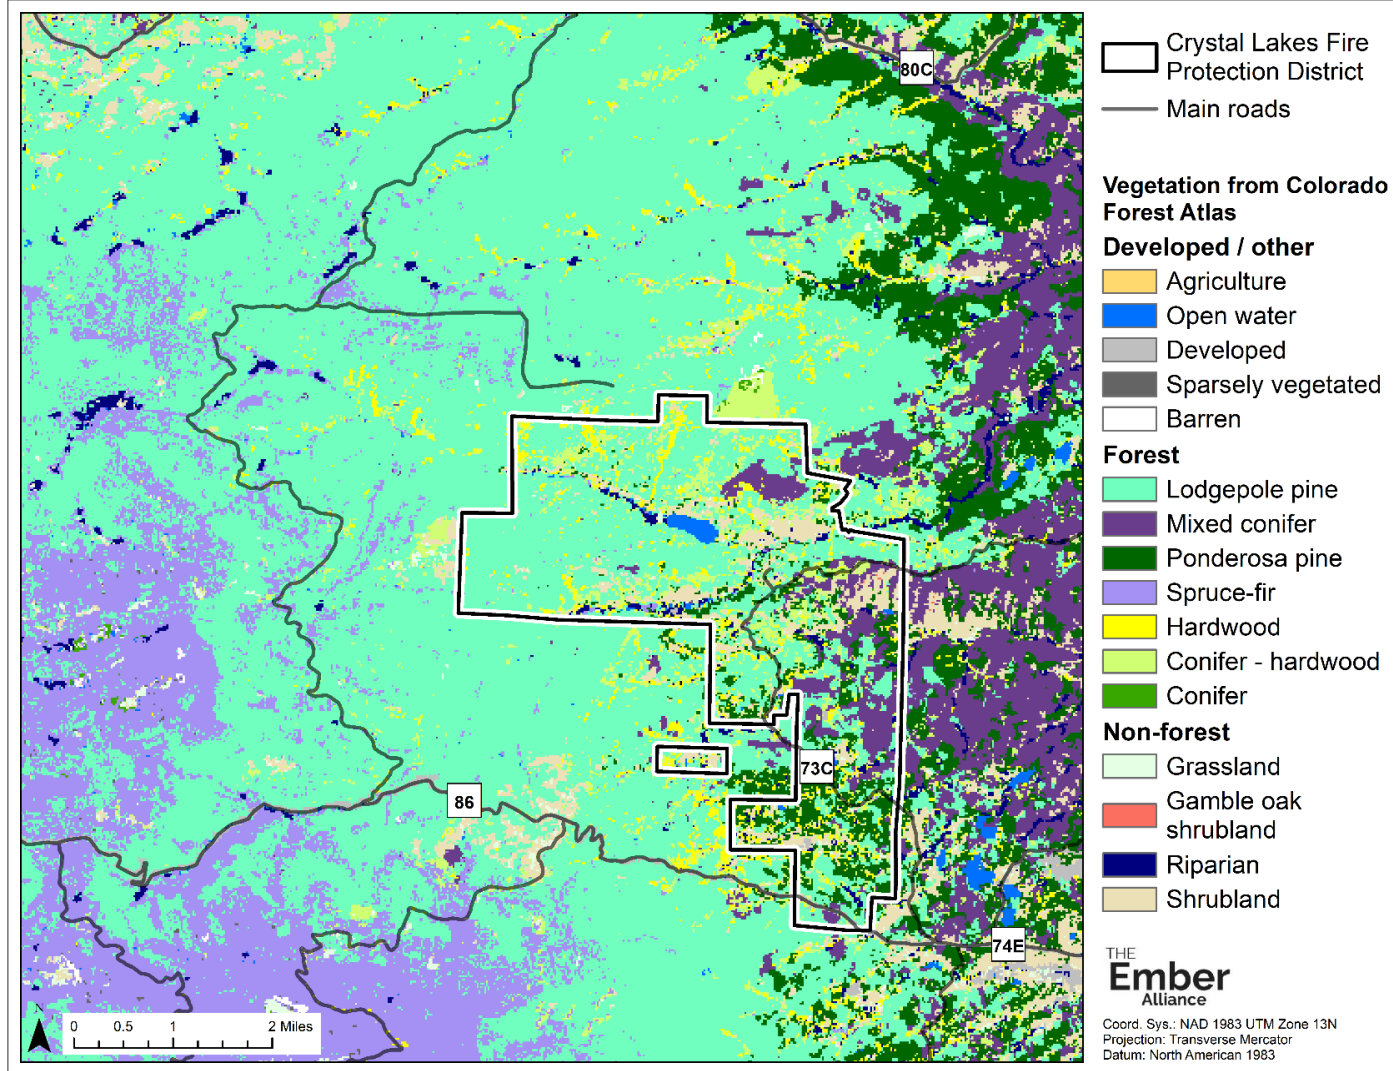 80C
73C
86
74E
N
0 0.5 1 2 Miles
Crystal Lakes Fire
Protection District
Main roads
Vegetation from Colorado
Forest Atlas
Developed / other
Agriculture
Open water
Developed
Sparsely vegetated
Barren
Forest
Lodgepole pine
Mixed conifer
Ponderosa pine
Spruce-fir
Hardwood
Conifer - hardwood
Conifer
Non-forest
Grassland
Gamble oak
shrubland
Riparian
Shrubland
THE
Ember
Alliance
Coord. Sys.: NAD 1983 UTM Zone 13N
Projection: Transverse Mercator
Datum: North American 1983